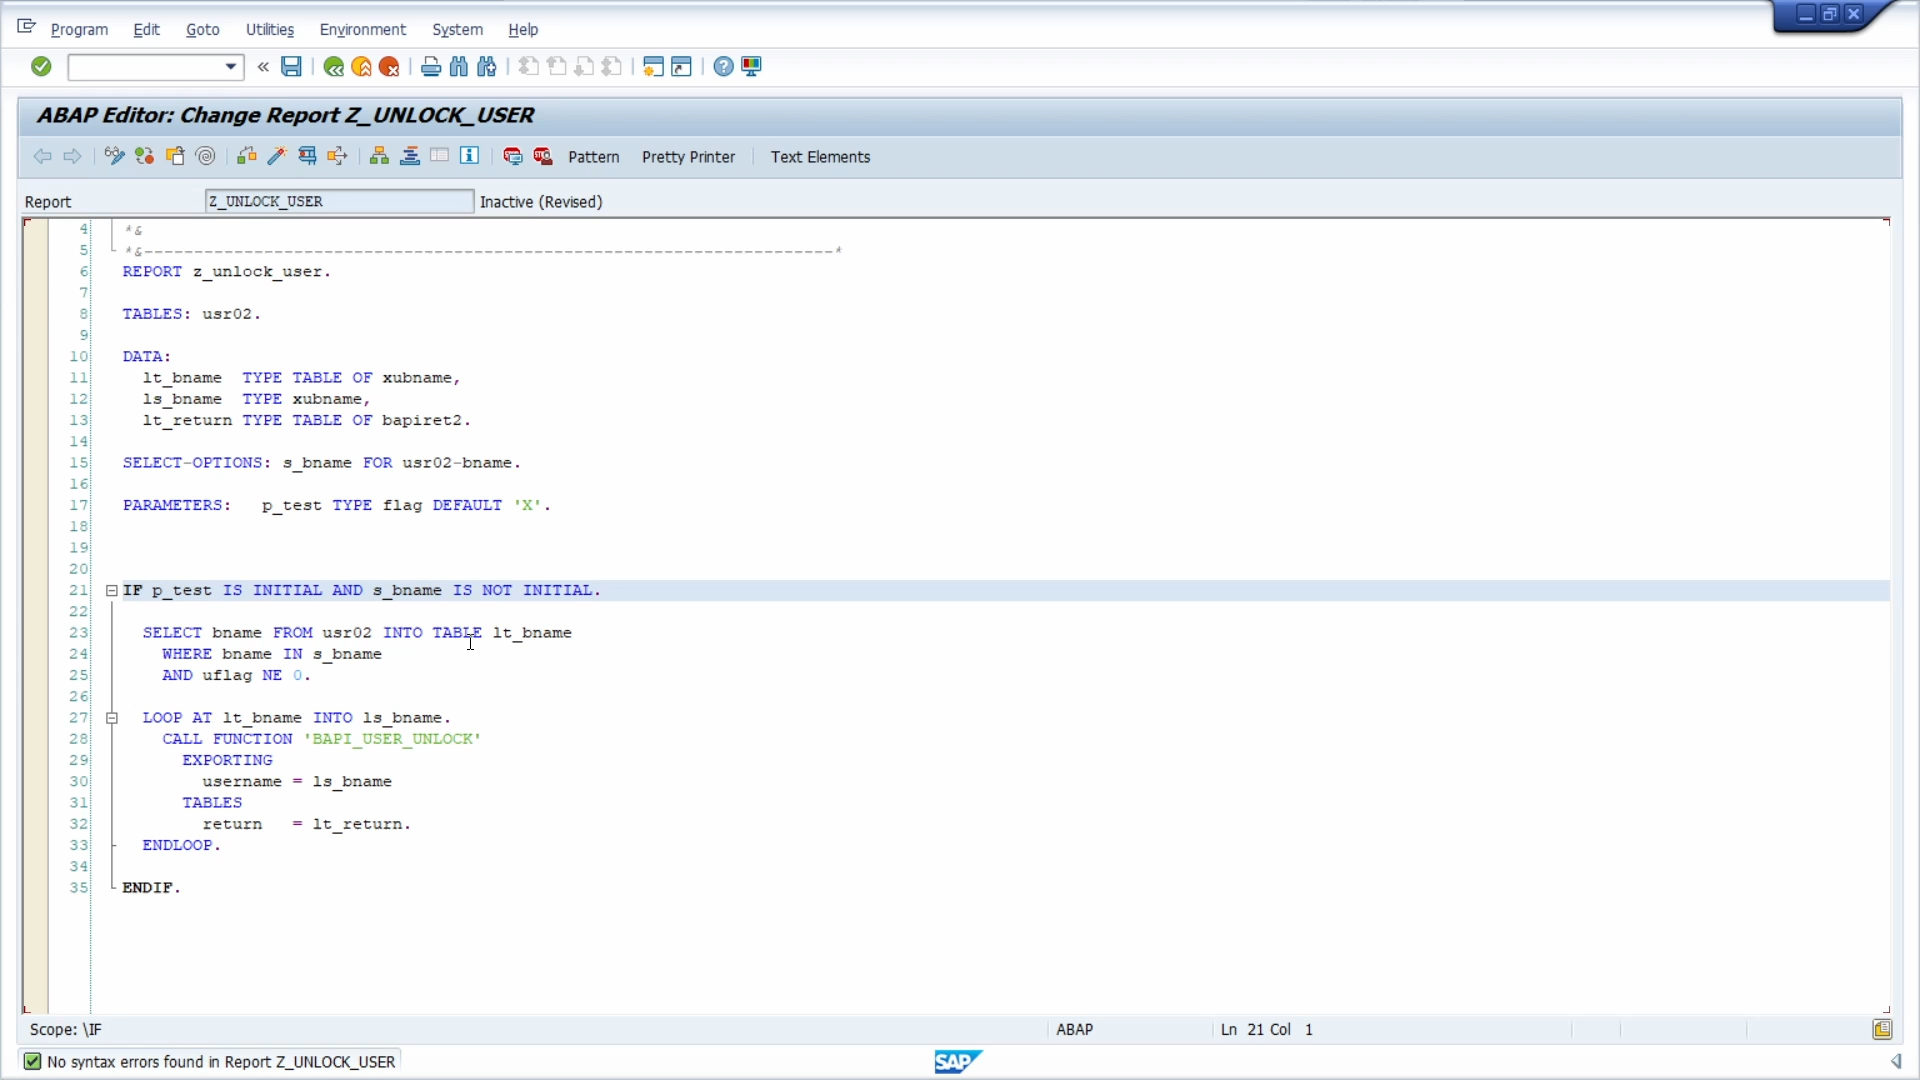 Program Edit Goto Utilities Environment System Help
ABAP Editor: Change Report Z_UNLOCK_USER
Pattern Pretty Printer Text Elements
Report Z_UNLOCK_USER Inactive (Revised)
4 *&
5 *&---------------------------------------------------------------------*
6 REPORT z_unlock_user.
7
8 TABLES: usr02.
9
10 DATA:
11 lt_bname TYPE TABLE OF xubname,
12 ls_bname TYPE xubname,
13 lt_return TYPE TABLE OF bapiret2.
14
15 SELECT-OPTIONS: s_bname FOR usr02-bname.
16
17 PARAMETERS: p_test TYPE flag DEFAULT 'X'.
18
19
20
21 IF p_test IS INITIAL AND s_bname IS NOT INITIAL.
22
23 SELECT bname FROM usr02 INTO TABLE lt_bname
24 WHERE bname IN s_bname
25 AND uflag NE 0.
26
27 LOOP AT lt_bname INTO ls_bname.
28 CALL FUNCTION 'BAPI_USER_UNLOCK'
29 EXPORTING
30 username = ls_bname
31 TABLES
32 return = lt_return.
33 ENDLOOP.
34
35 ENDIF.
Scope: \IF ABAP Ln 21 Col 1
No syntax errors found in Report Z_UNLOCK_USER SAP